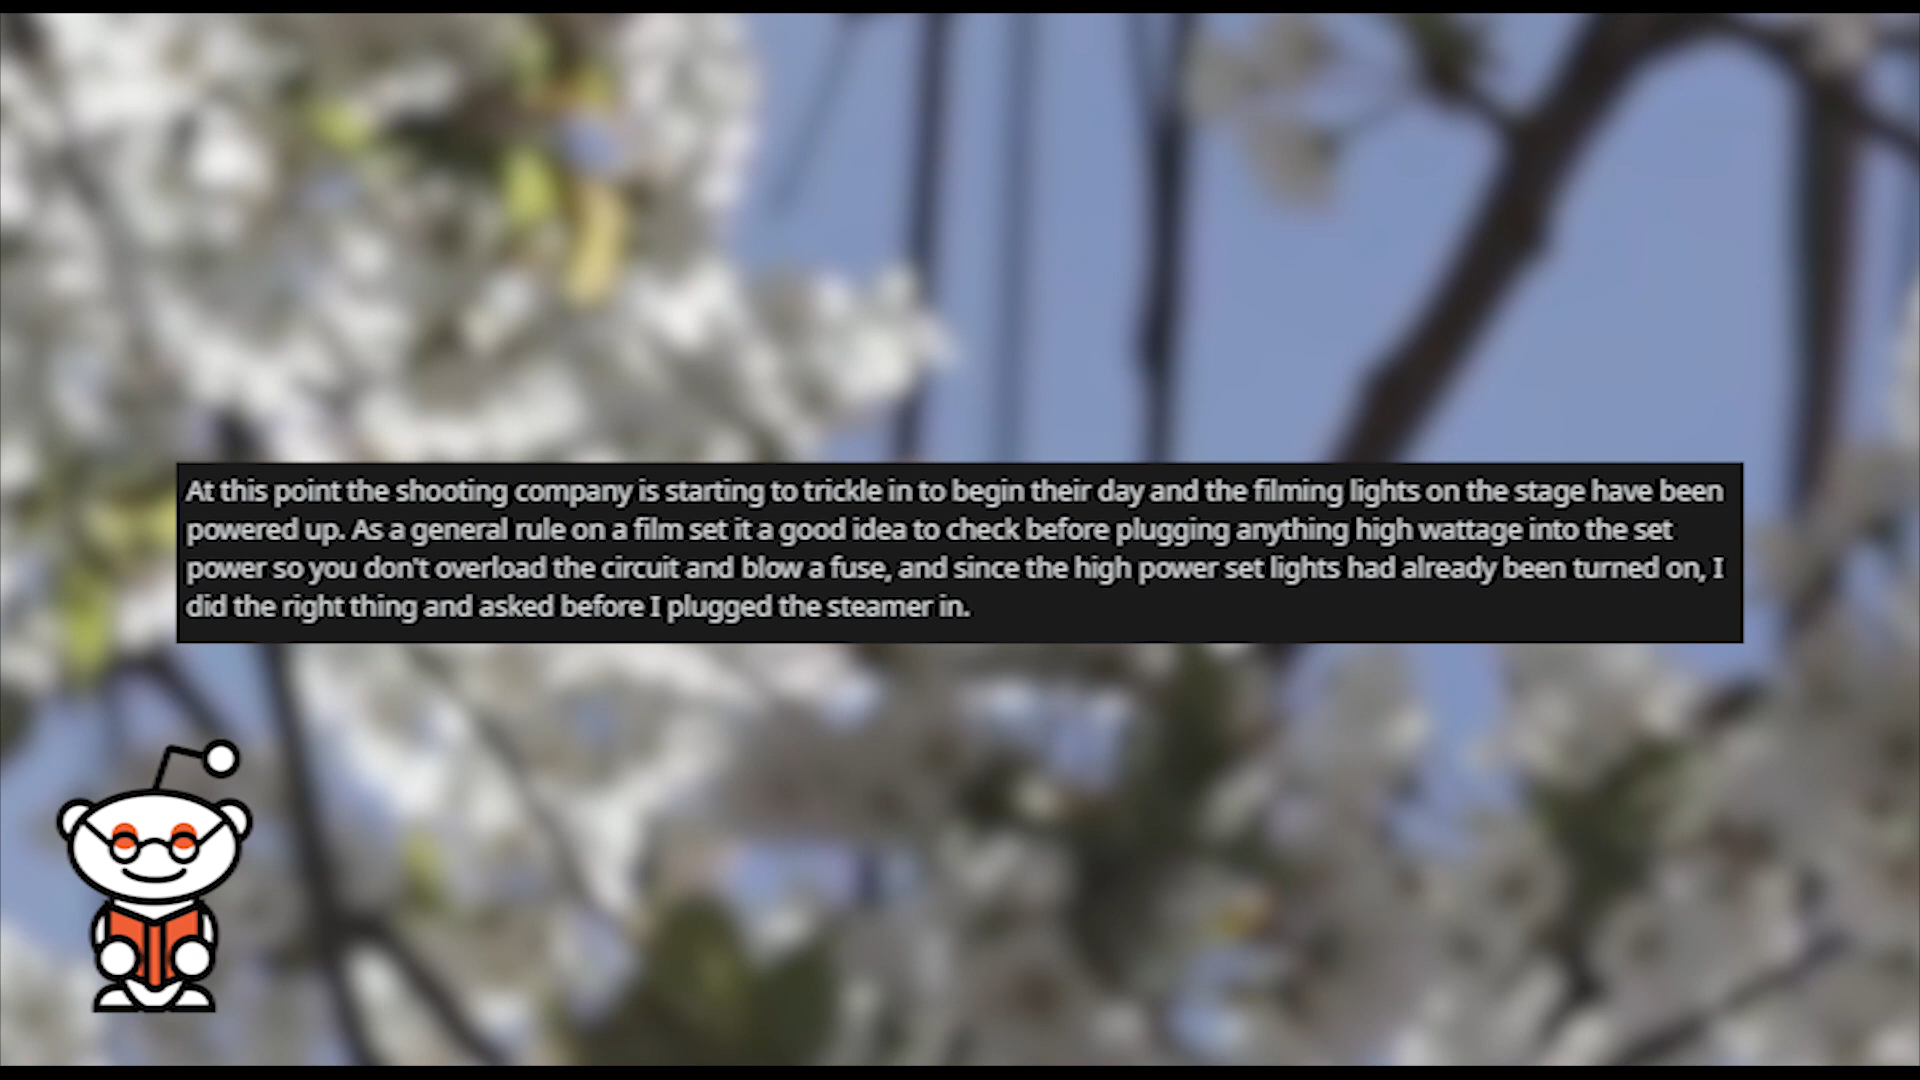 At this point the shooting company is starting to trickle in to begin their day and the filming lights on the stage have been
powered up. As a general rule on a film set it a good idea to check before plugging anything high wattage into the set
power so you don't overload the circuit and blow a fuse, and since the high power set lights had already been turned on, I
did the right thing and asked before I plugged the steamer in.